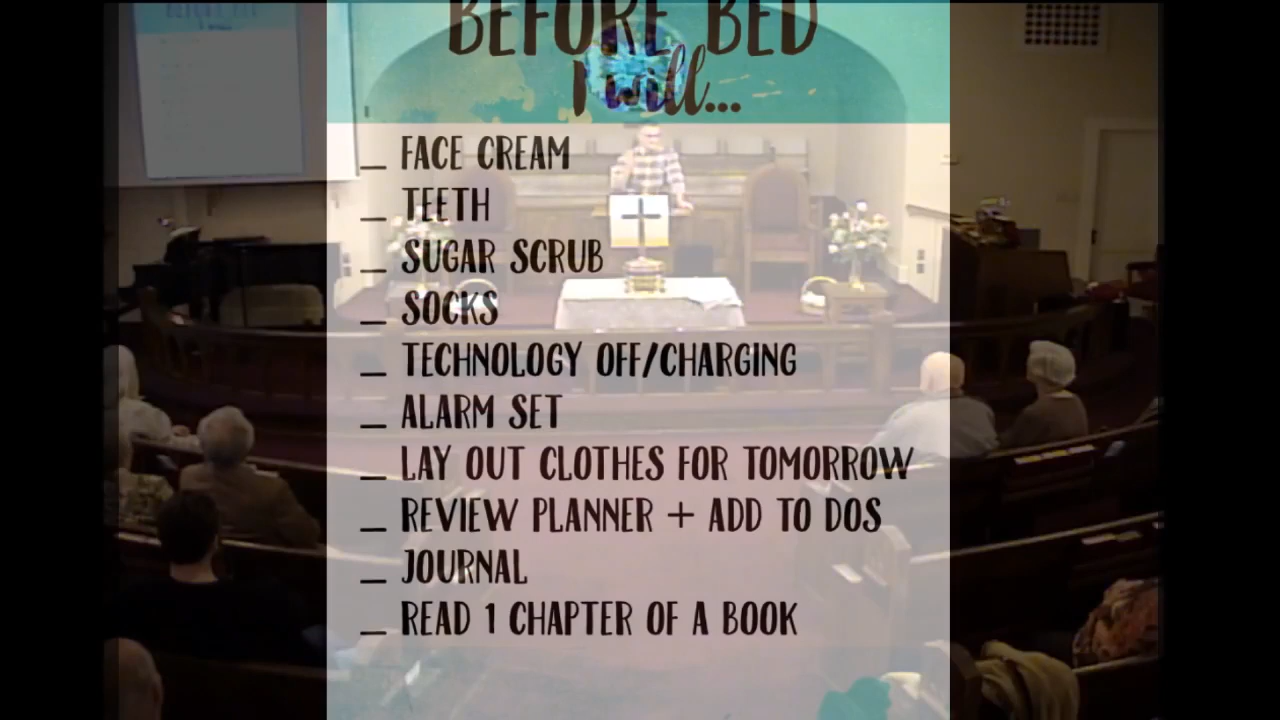 BEFORE BED
I will...
_ FACE CREAM
_ TEETH
_ SUGAR SCRUB
_ SOCKS
_ TECHNOLOGY OFF/CHARGING
_ ALARM SET
_ LAY OUT CLOTHES FOR TOMORROW
_ REVIEW PLANNER + ADD TO DOS
_ JOURNAL
_ READ 1 CHAPTER OF A BOOK